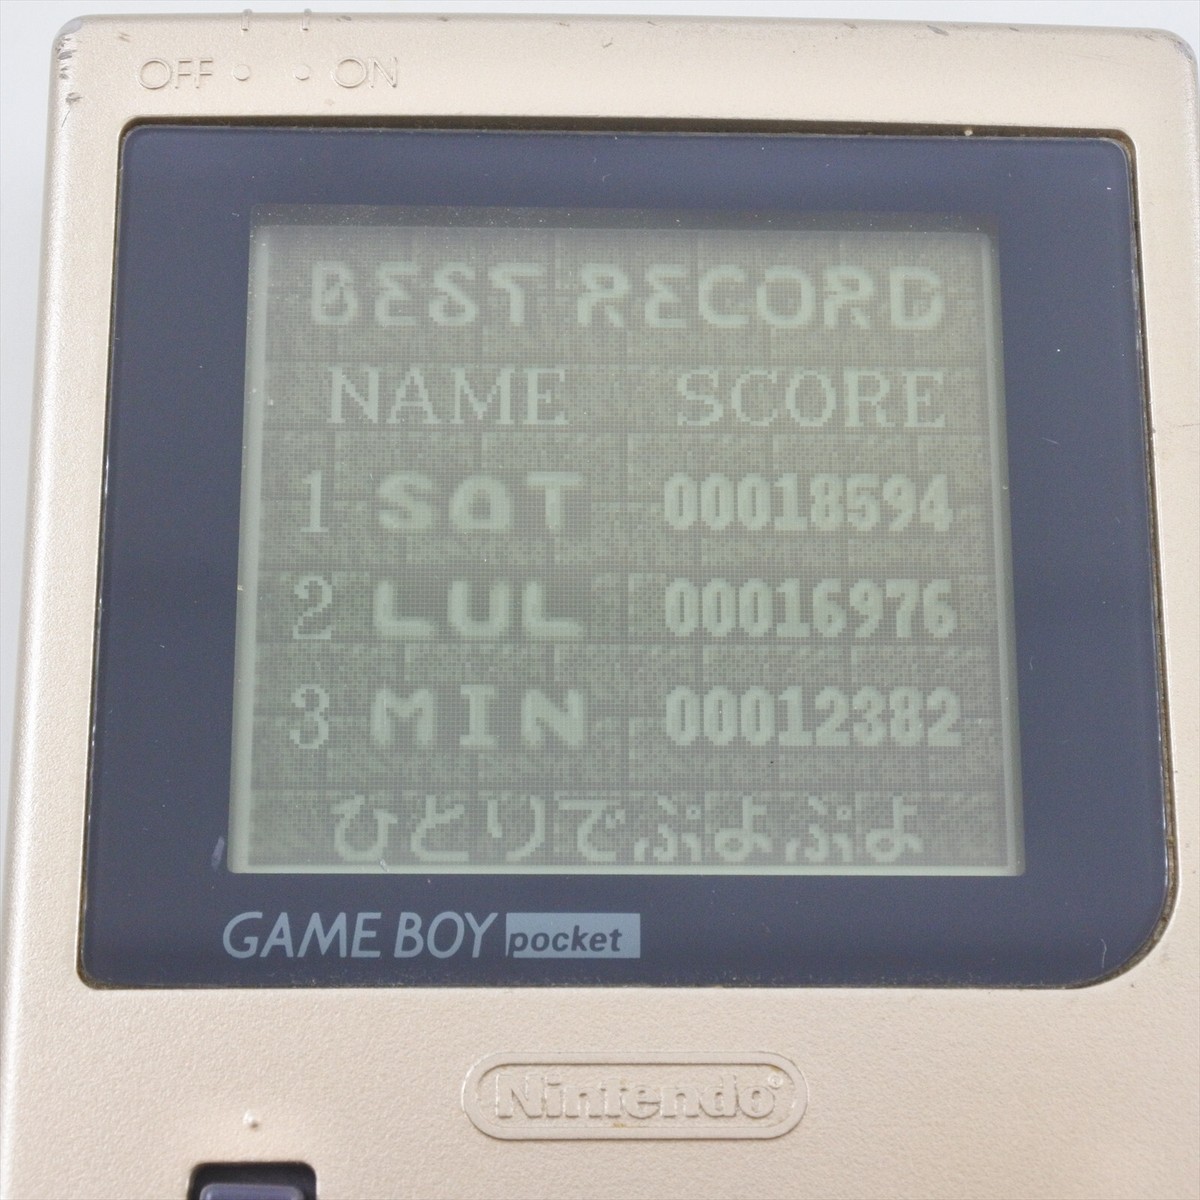 OFF ON
BEST RECORD
NAME SCORE
1 SAT 00018594
2 LUL 00016976
3 MIN 00012382
ひとりでぷよぷよ
GAME BOY pocket
Nintendo®